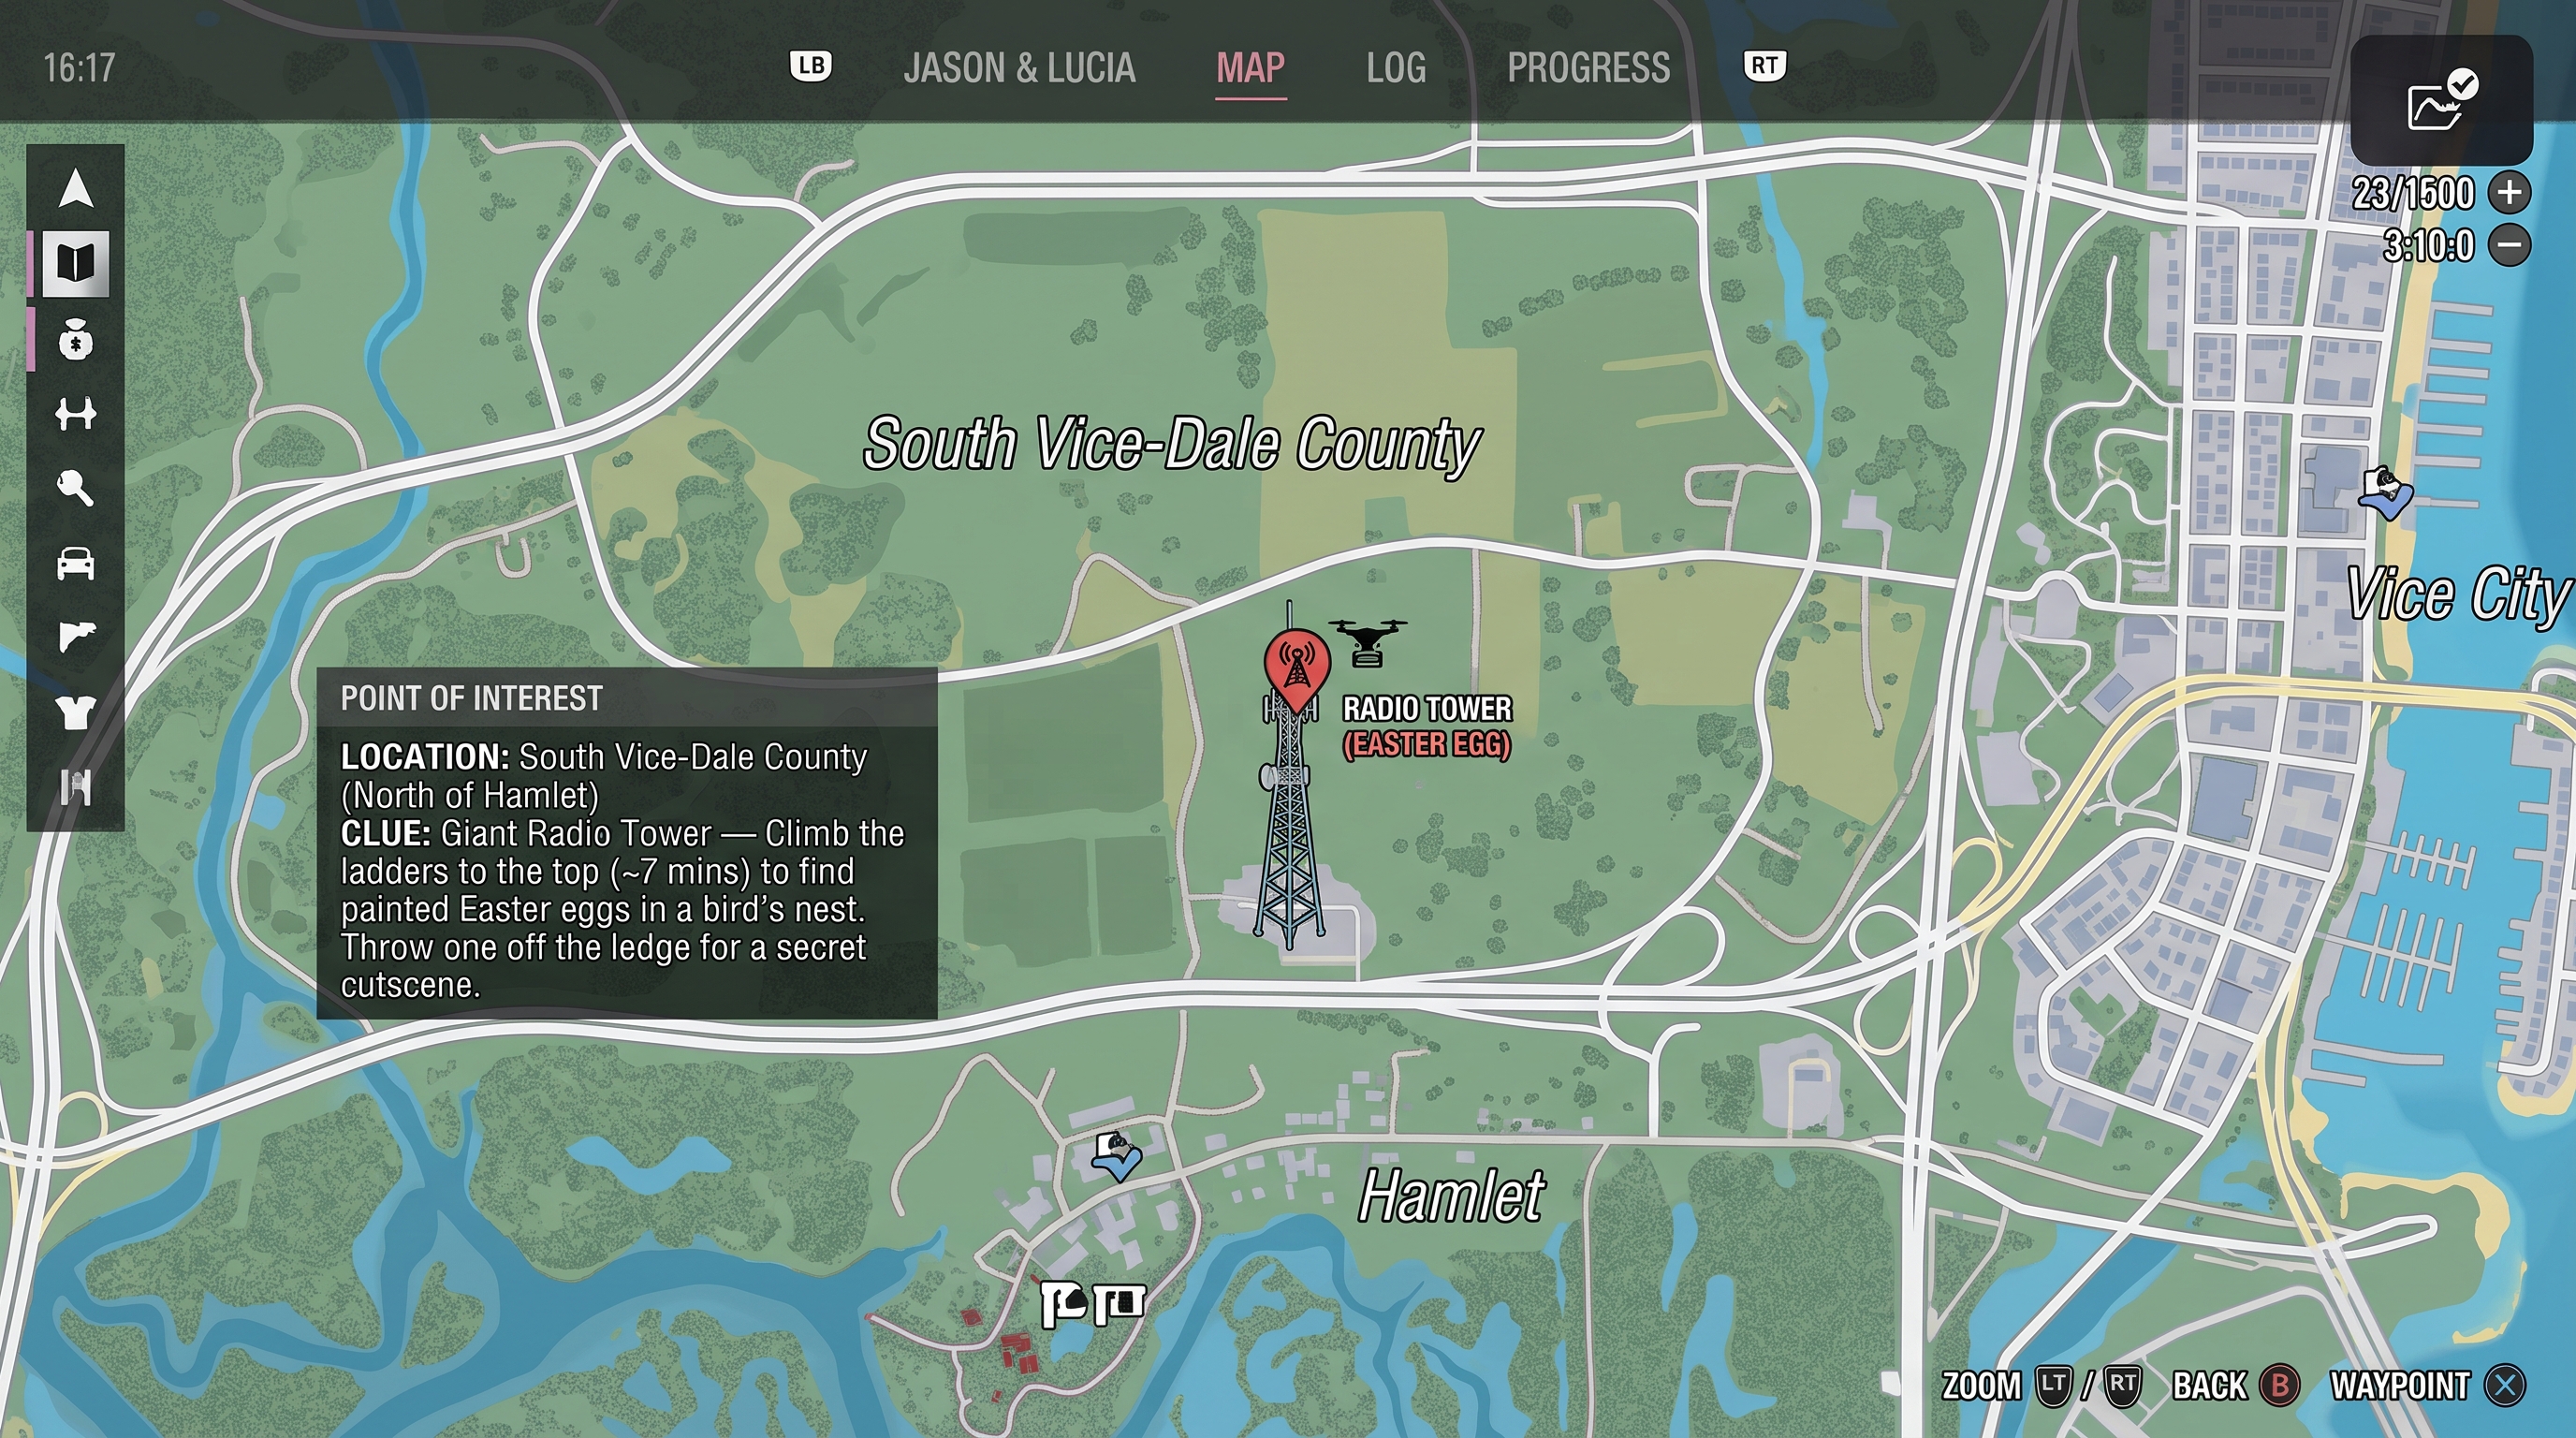 16:17
LB
JASON & LUCIA
MAP
LOG
PROGRESS
RT
23/1500
3:10:0
South Vice-Dale County
Vice City
RADIO TOWER
(EASTER EGG)
POINT OF INTEREST
LOCATION: South Vice-Dale County
(North of Hamlet)
CLUE: Giant Radio Tower — Climb the
ladders to the top (~7 mins) to find
painted Easter eggs in a bird’s nest.
Throw one off the ledge for a secret
cutscene.
Hamlet
ZOOM LT / RT BACK B WAYPOINT X